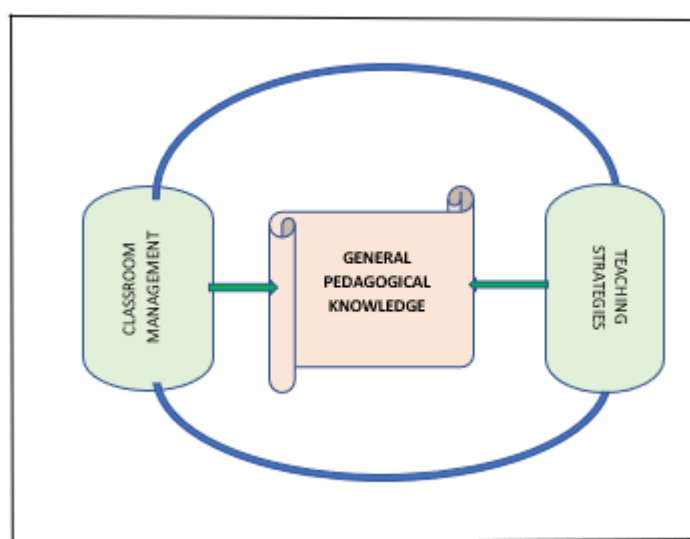 CLASSROOM
MANAGEMENT
GENERAL
PEDAGOGICAL
KNOWLEDGE
TEACHING
STRATEGIES